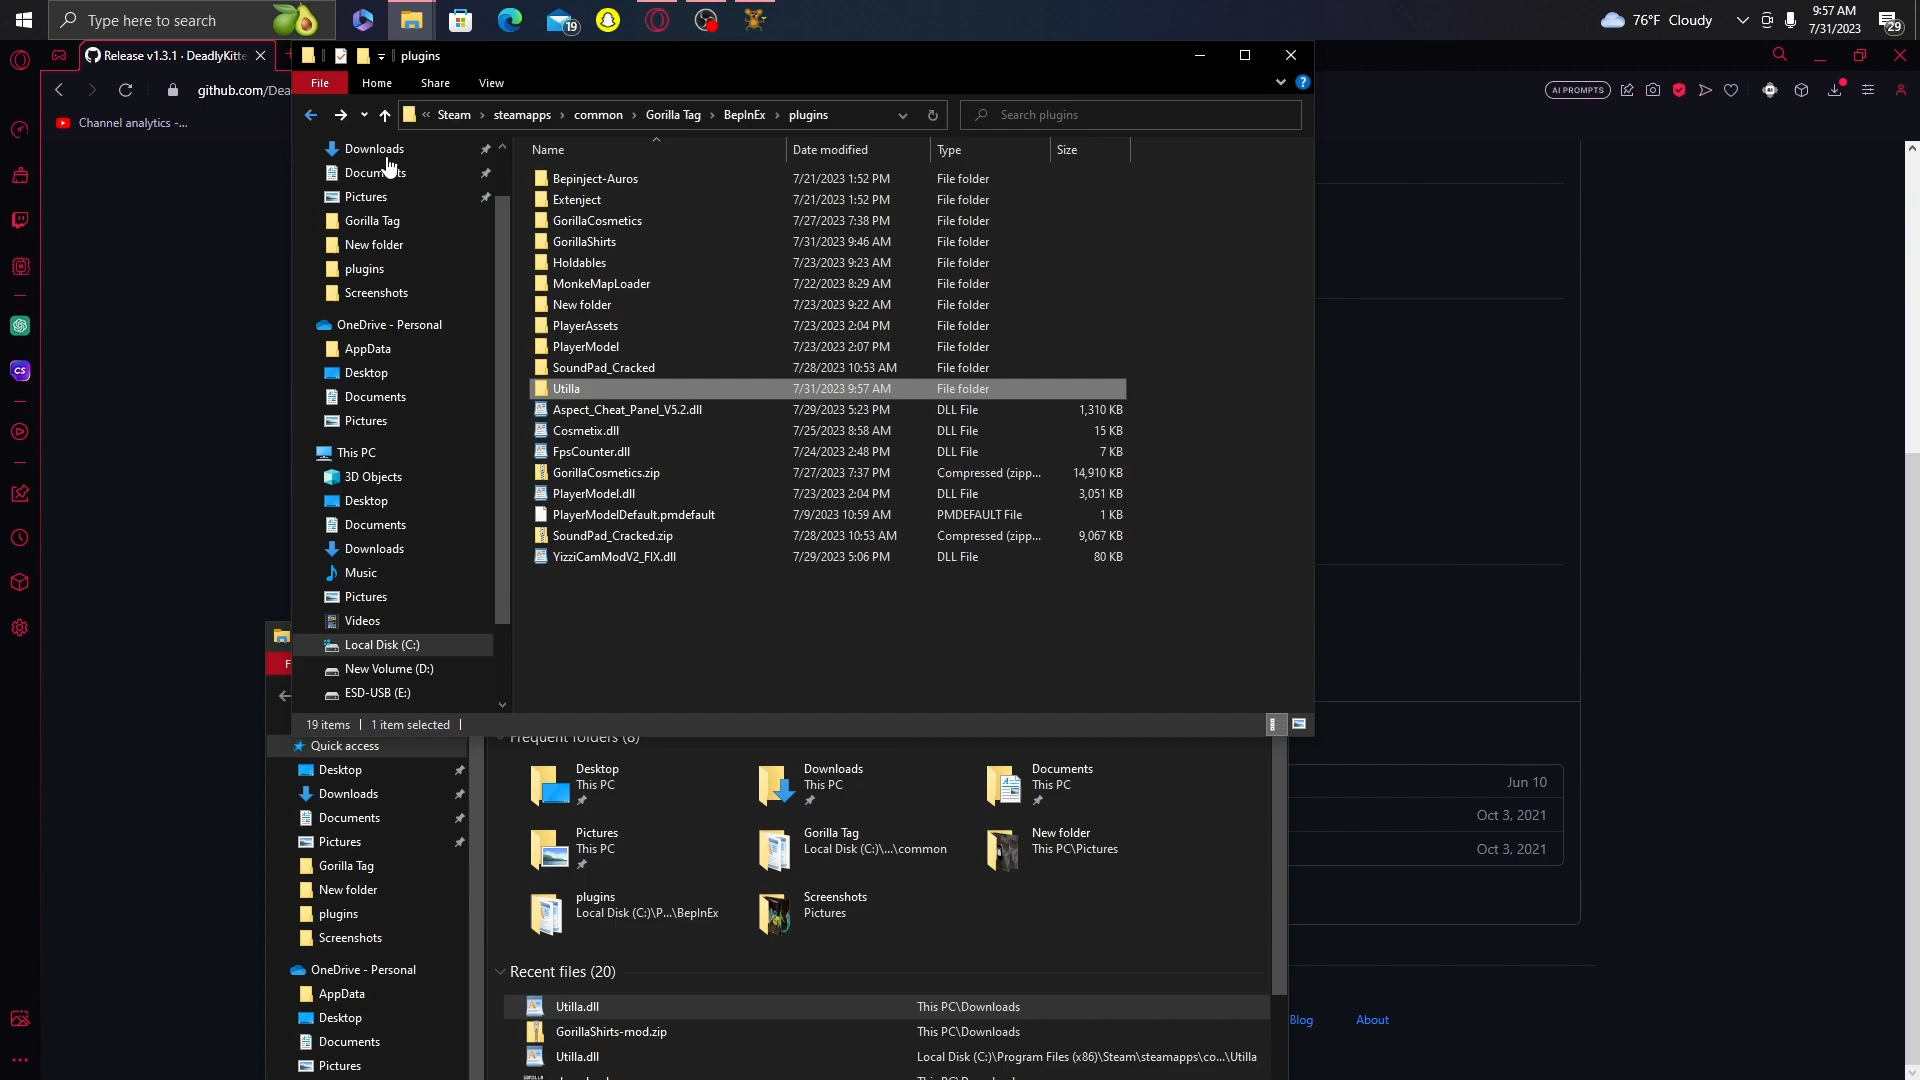 Type here to search
19
76°F Cloudy
9:57 AM
7/31/2023
29
Release v1.3.1 · DeadlyKitte
plugins
File
Home
Share
View
github.com/Dea
AI PROMPTS
Channel analytics -...
« Steam › steamapps › common › Gorilla Tag › BepInEx › plugins
Search plugins
Name
Date modified
Type
Size
Downloads
Documents
Pictures
Gorilla Tag
New folder
plugins
Screenshots
OneDrive - Personal
AppData
Desktop
Documents
Pictures
This PC
3D Objects
Desktop
Documents
Downloads
Music
Pictures
Videos
Local Disk (C:)
New Volume (D:)
ESD-USB (E:)
Bepinject-Auros 7/21/2023 1:52 PM File folder
Extenject 7/21/2023 1:52 PM File folder
GorillaCosmetics 7/27/2023 7:38 PM File folder
GorillaShirts 7/31/2023 9:46 AM File folder
Holdables 7/23/2023 9:23 AM File folder
MonkeMapLoader 7/22/2023 8:29 AM File folder
New folder 7/23/2023 9:22 AM File folder
PlayerAssets 7/23/2023 2:04 PM File folder
PlayerModel 7/23/2023 2:07 PM File folder
SoundPad_Cracked 7/28/2023 10:53 AM File folder
Utilla 7/31/2023 9:57 AM File folder
Aspect_Cheat_Panel_V5.2.dll 7/29/2023 5:23 PM DLL File 1,310 KB
Cosmetix.dll 7/25/2023 8:58 AM DLL File 15 KB
FpsCounter.dll 7/24/2023 2:48 PM DLL File 7 KB
GorillaCosmetics.zip 7/27/2023 7:37 PM Compressed (zipp... 14,910 KB
PlayerModel.dll 7/23/2023 2:04 PM DLL File 3,051 KB
PlayerModelDefault.pmdefault 7/9/2023 10:59 AM PMDEFAULT File 1 KB
SoundPad_Cracked.zip 7/28/2023 10:53 AM Compressed (zipp... 9,067 KB
YizziCamModV2_FIX.dll 7/29/2023 5:06 PM DLL File 80 KB
CS
F
19 items
1 item selected
Quick access
Desktop
Downloads
Documents
Pictures
Gorilla Tag
New folder
plugins
Screenshots
OneDrive - Personal
AppData
Desktop
Documents
Pictures
Frequent folders (8)
Desktop
This PC
Downloads
This PC
Documents
This PC
Pictures
This PC
Gorilla Tag
Local Disk (C:)\...\common
New folder
This PC\Pictures
plugins
Local Disk (C:)\P...\BepInEx
Screenshots
Pictures
Recent files (20)
Utilla.dll This PC\Downloads
GorillaShirts-mod.zip This PC\Downloads
Utilla.dll Local Disk (C:)\Program Files (x86)\Steam\steamapps\co...\Utilla
Jun 10
Oct 3, 2021
Oct 3, 2021
Blog
About